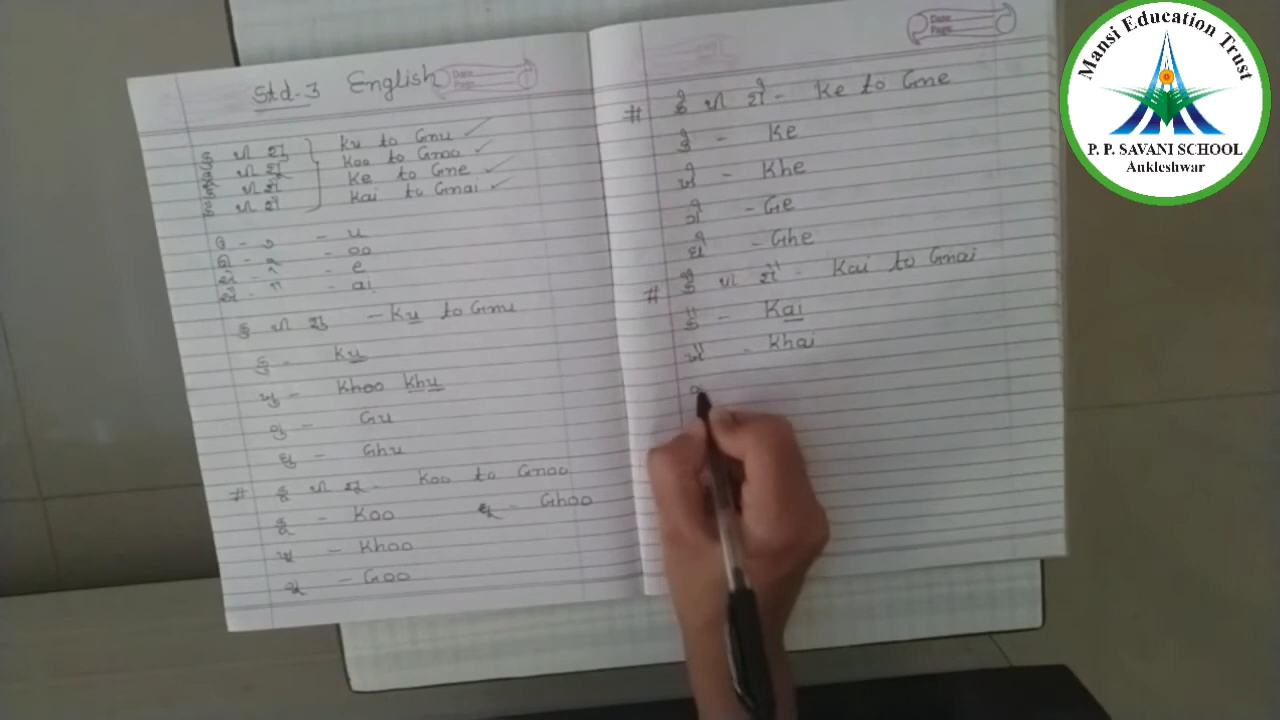 Std-3 English
કુ થી જ્ઞુ ku to Gnu
કૂ થી જ્ઞૂ Koo to Gnoo
કે થી જ્ઞે Ke to Gne
કૈ થી જ્ઞૈ Kai to Gnai
ઉ - ુ - u
ઊ - ૂ - oo
એ - ે - e
ઐ - ૈ - ai
કુ થી જ્ઞુ - Ku to Gnu
કુ - Ku
ખુ - Khoo Khu
ગુ - Gu
ઘુ - Ghu
# કૂ થી જ્ઞૂ - Koo to Gnoo
કૂ - Koo ઘૂ - Ghoo
ખૂ - Khoo
ગૂ - Goo
Date:
Page:
# કે થી જ્ઞે - Ke to Gne
કે - Ke
ખે - Khe
ગે - Ge
ઘે - Ghe
# કૈ થી જ્ઞૈ - Kai to Gnai
કૈ - Kai
ખૈ - Khai
Mansi Education Trust
P. P. SAVANI SCHOOL
Ankleshwar